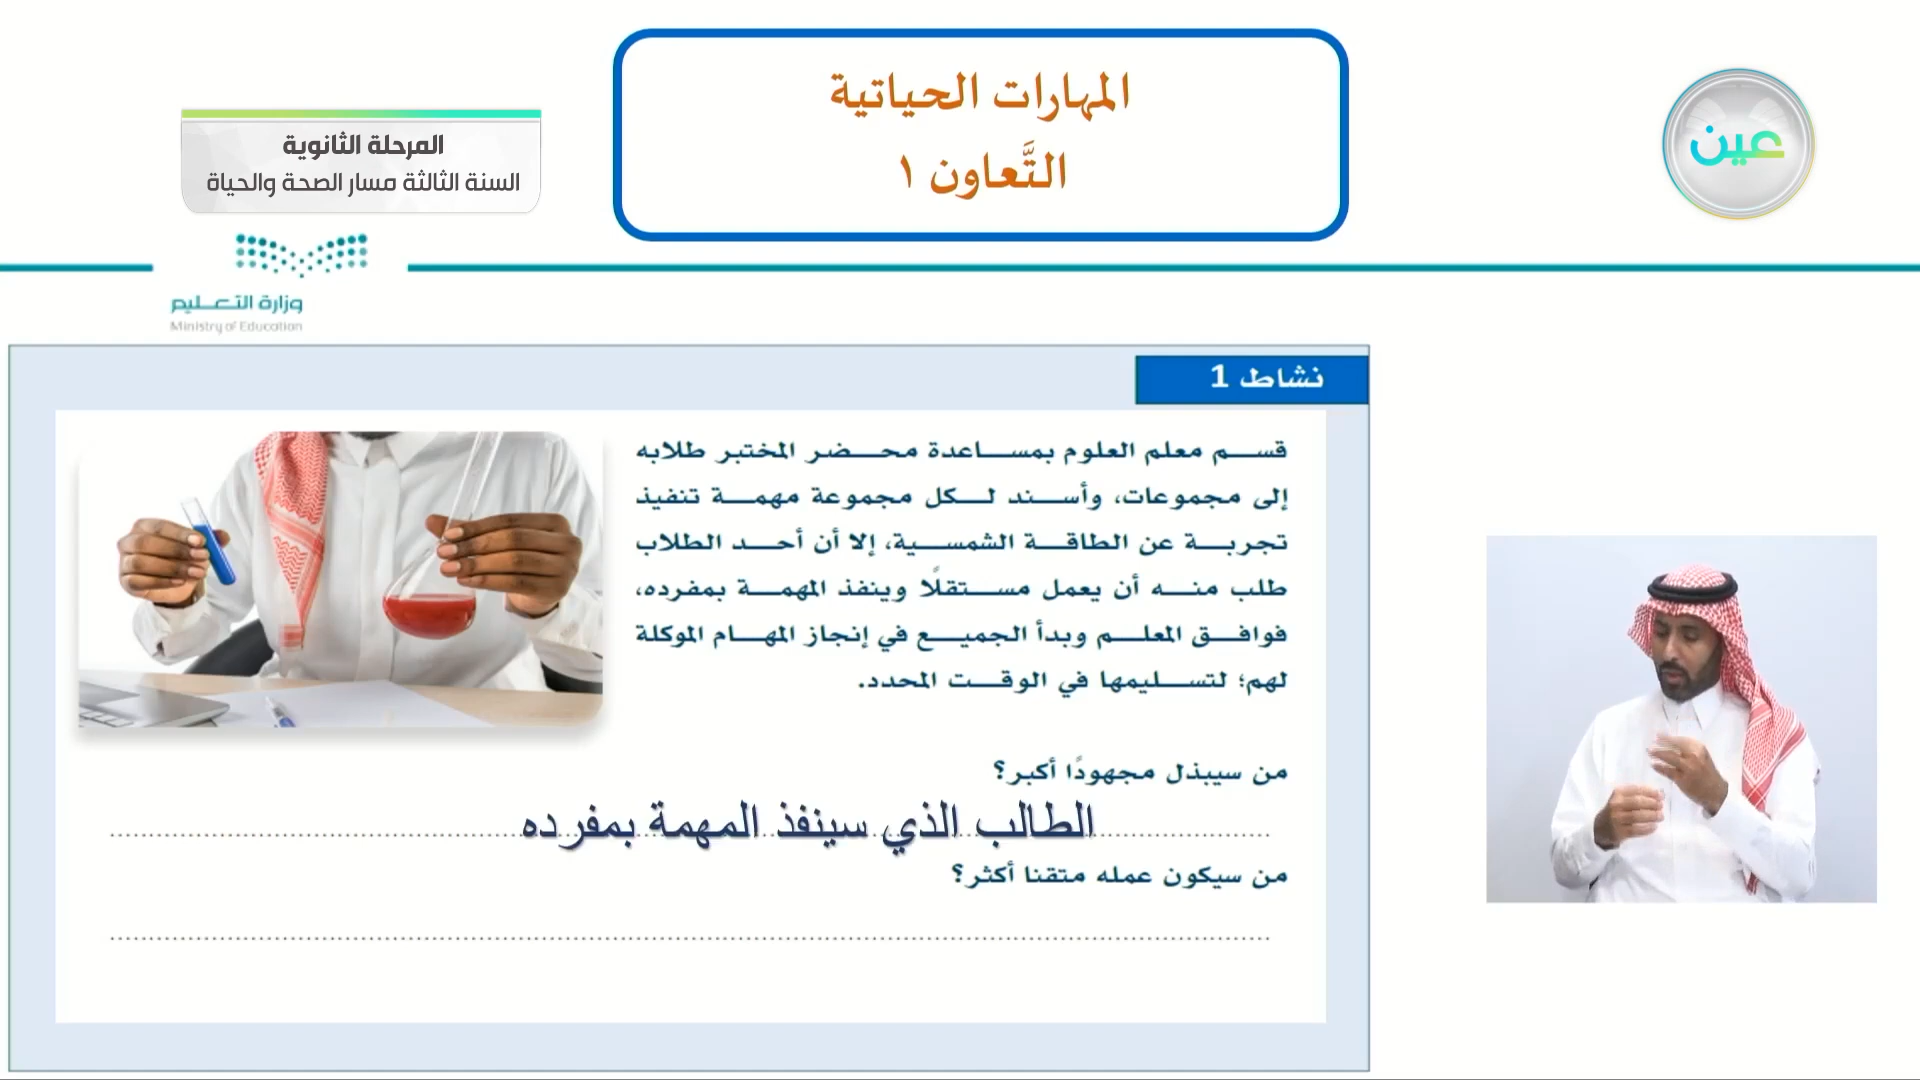 المهارات الحياتية
التَّعاون ١
عين
المرحلة الثانوية
السنة الثالثة مسار الصحة والحياة
وزارة التعليم
Ministry of Education
نشاط 1
قسم معلم العلوم بمساعدة محضر المختبر طلابه
إلى مجموعات، وأسند لكل مجموعة مهمة تنفيذ
تجربة عن الطاقة الشمسية، إلا أن أحد الطلاب
طلب منه أن يعمل مستقلًا وينفذ المهمة بمفرده،
فوافق المعلم وبدأ الجميع في إنجاز المهام الموكلة
لهم؛ لتسليمها في الوقت المحدد.
من سيبذل مجهودًا أكبر؟
الطالب الذي سينفذ المهمة بمفرده
من سيكون عمله متقنا أكثر؟